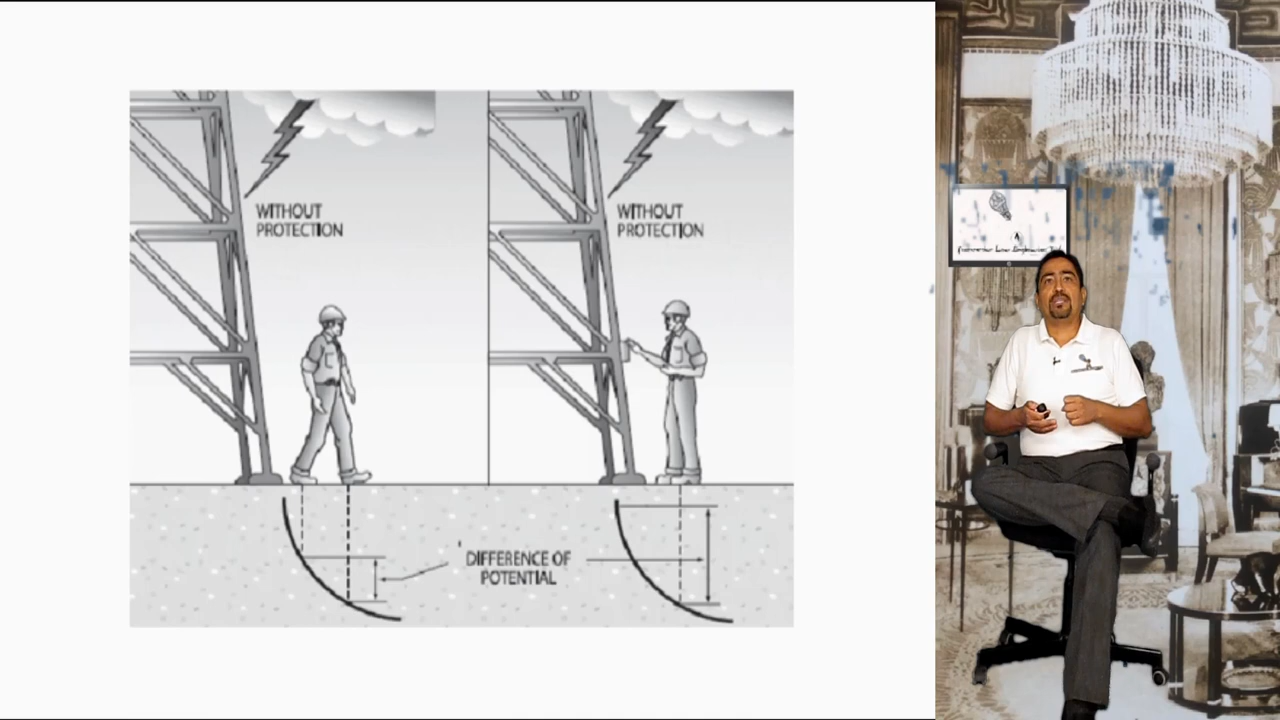 WITHOUT
PROTECTION
WITHOUT
PROTECTION
DIFFERENCE OF
POTENTIAL